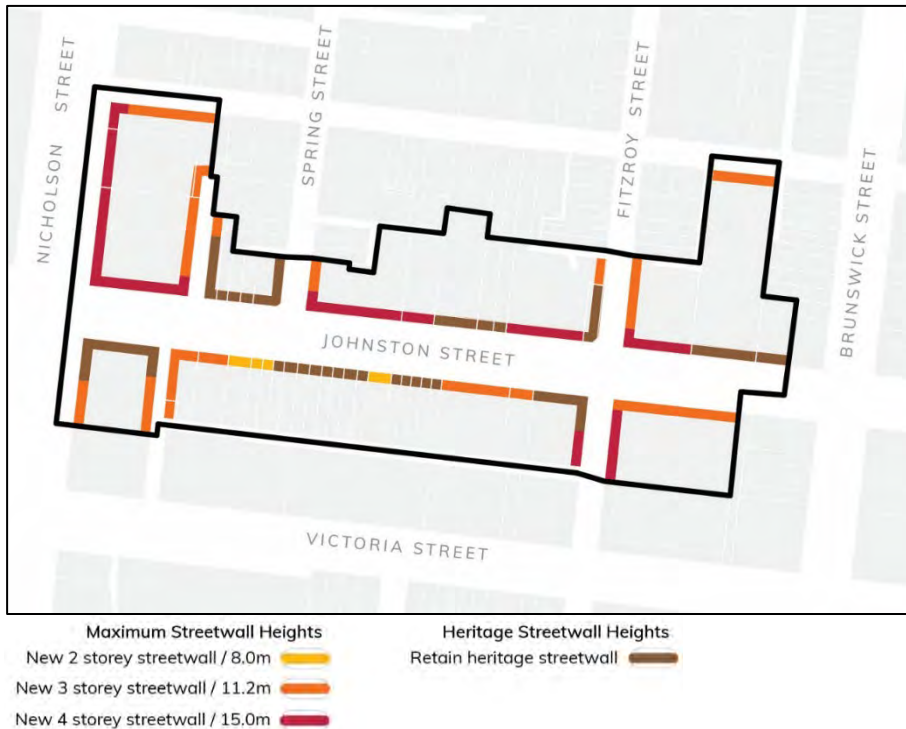 NICHOLSON STREET
SPRING STREET
FITZROY STREET
BRUNSWICK STREET
JOHNSTON STREET
VICTORIA STREET
Maximum Streetwall Heights
New 2 storey streetwall / 8.0m
New 3 storey streetwall / 11.2m
New 4 storey streetwall / 15.0m
Heritage Streetwall Heights
Retain heritage streetwall